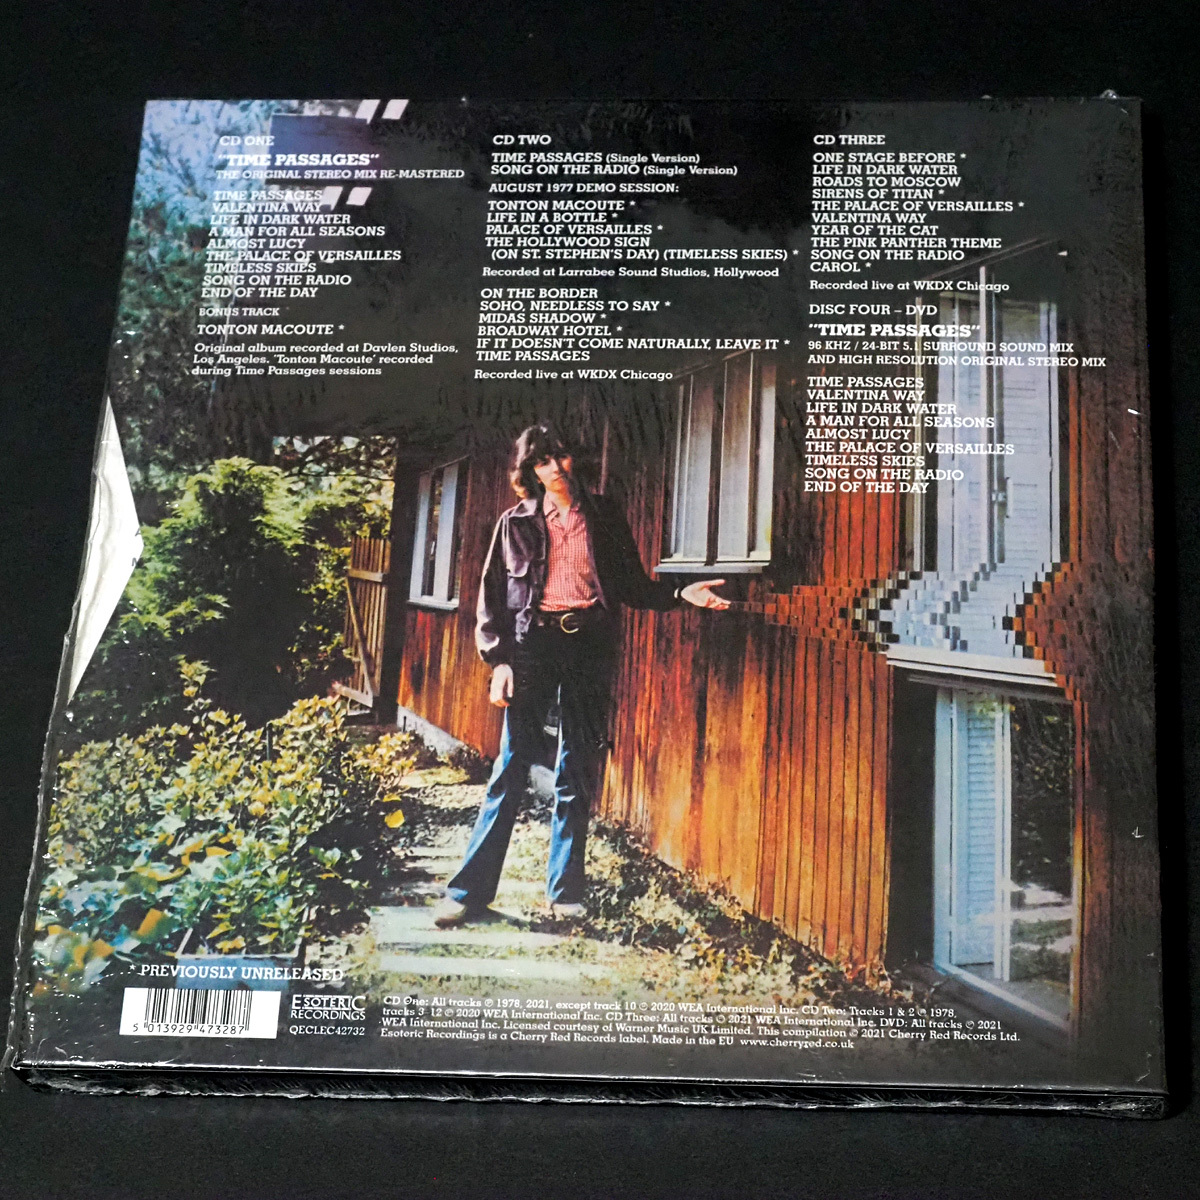 CD ONE
"TIME PASSAGES"
THE ORIGINAL STEREO MIX RE-MASTERED
TIME PASSAGES
VALENTINA WAY
LIFE IN DARK WATER
A MAN FOR ALL SEASONS
ALMOST LUCY
THE PALACE OF VERSAILLES
TIMELESS SKIES
SONG ON THE RADIO
END OF THE DAY
BONUS TRACK
TONTON MACOUTE *
Original album recorded at Davlen Studios,
Los Angeles. 'Tonton Macoute' recorded
during Time Passages sessions
CD TWO
TIME PASSAGES (Single Version)
SONG ON THE RADIO (Single Version)
AUGUST 1977 DEMO SESSION:
TONTON MACOUTE *
LIFE IN A BOTTLE *
PALACE OF VERSAILLES *
THE HOLLYWOOD SIGN
(ON ST. STEPHEN'S DAY) (TIMELESS SKIES) *
Recorded at Larrabee Sound Studios, Hollywood
ON THE BORDER
SOHO, NEEDLESS TO SAY *
MIDAS SHADOW *
BROADWAY HOTEL *
IF IT DOESN'T COME NATURALLY, LEAVE IT *
TIME PASSAGES
Recorded live at WKDX Chicago
CD THREE
ONE STAGE BEFORE *
LIFE IN DARK WATER
ROADS TO MOSCOW
SIRENS OF TITAN *
THE PALACE OF VERSAILLES *
VALENTINA WAY
YEAR OF THE CAT
THE PINK PANTHER THEME
SONG ON THE RADIO
CAROL *
Recorded live at WKDX Chicago
DISC FOUR – DVD
"TIME PASSAGES"
96 KHZ / 24-BIT 5.1 SURROUND SOUND MIX
AND HIGH RESOLUTION ORIGINAL STEREO MIX
TIME PASSAGES
VALENTINA WAY
LIFE IN DARK WATER
A MAN FOR ALL SEASONS
ALMOST LUCY
THE PALACE OF VERSAILLES
TIMELESS SKIES
SONG ON THE RADIO
END OF THE DAY
* PREVIOUSLY UNRELEASED
5 013929 473287
ESOTERIC
RECORDINGS
QECLEC42732
CD One: All tracks ℗ 1978, 2021, except track 10 ℗ 2020 WEA International Inc. CD Two: Tracks 1 & 2 ℗ 1978,
tracks 3-12 ℗ 2020 WEA International Inc. CD Three: All tracks ℗ 2021 WEA International Inc. DVD: All tracks ℗ 2021
WEA International Inc. Licensed courtesy of Warner Music UK Limited. This compilation ℗ 2021 Cherry Red Records Ltd.
Esoteric Recordings is a Cherry Red Records label. Made in the EU www.cherryred.co.uk